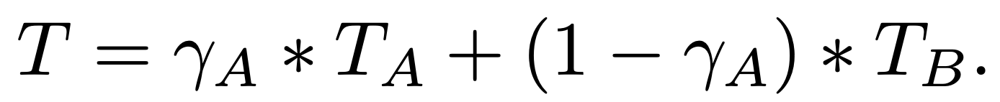 T = γ_A * T_A + (1 − γ_A) * T_B.